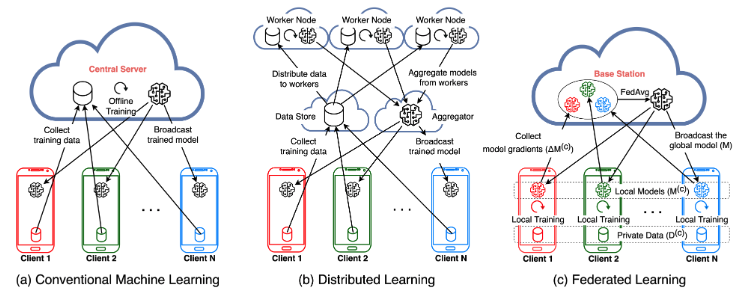 Central Server
Offline
Training
Collect
training data
Broadcast
trained model
Client 1
Client 2
. . .
Client N
(a) Conventional Machine Learning
Worker Node
Worker Node
Worker Node
Distribute data
to workers
Aggregate models
from workers
Data Store
Aggregator
Collect
training data
Broadcast
trained model
Client 1
Client 2
. . .
Client N
(b) Distributed Learning
Base Station
FedAvg
Collect
model gradients (ΔM(c))
Broadcast the
global model (M)
Local Models (M(c))
Local Training
Local Training
. . .
Local Training
Private Data (D(c))
Client 1
Client 2
Client N
(c) Federated Learning